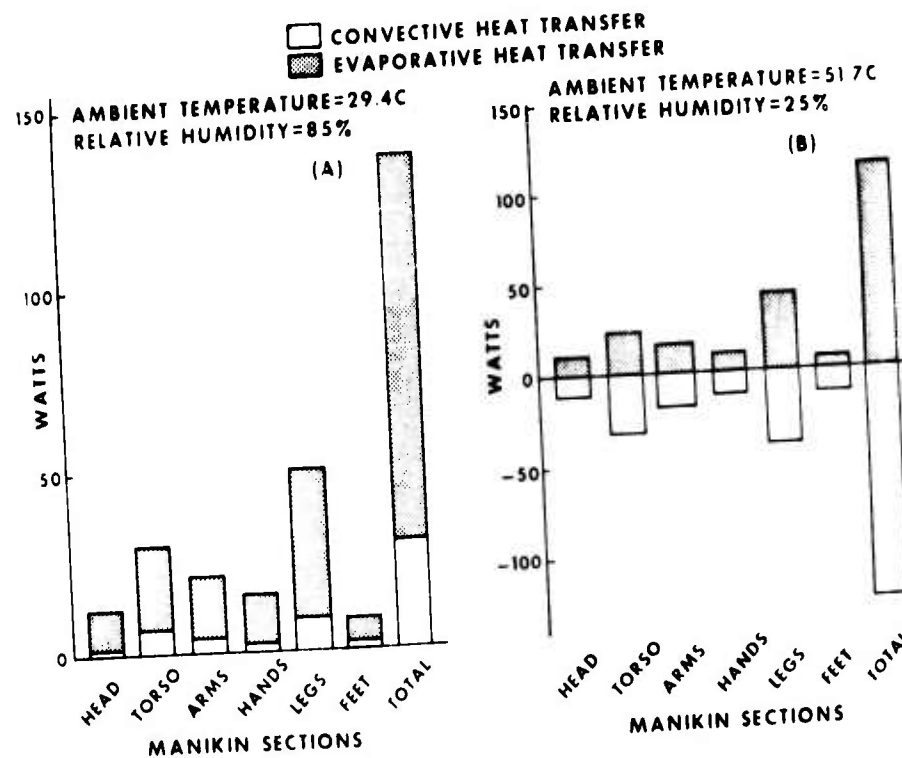 CONVECTIVE HEAT TRANSFER
EVAPORATIVE HEAT TRANSFER
AMBIENT TEMPERATURE=29.4C
RELATIVE HUMIDITY=85%
(A)
150
100
50
0
WATTS
HEAD
TORSO
ARMS
HANDS
LEGS
FEET
TOTAL
MANIKIN SECTIONS
AMBIENT TEMPERATURE=51 7C
RELATIVE HUMIDITY=25%
(B)
150
100
50
0
-50
-100
WATTS
HEAD
TORSO
ARMS
HANDS
LEGS
FEET
TOTAL
MANIKIN SECTIONS